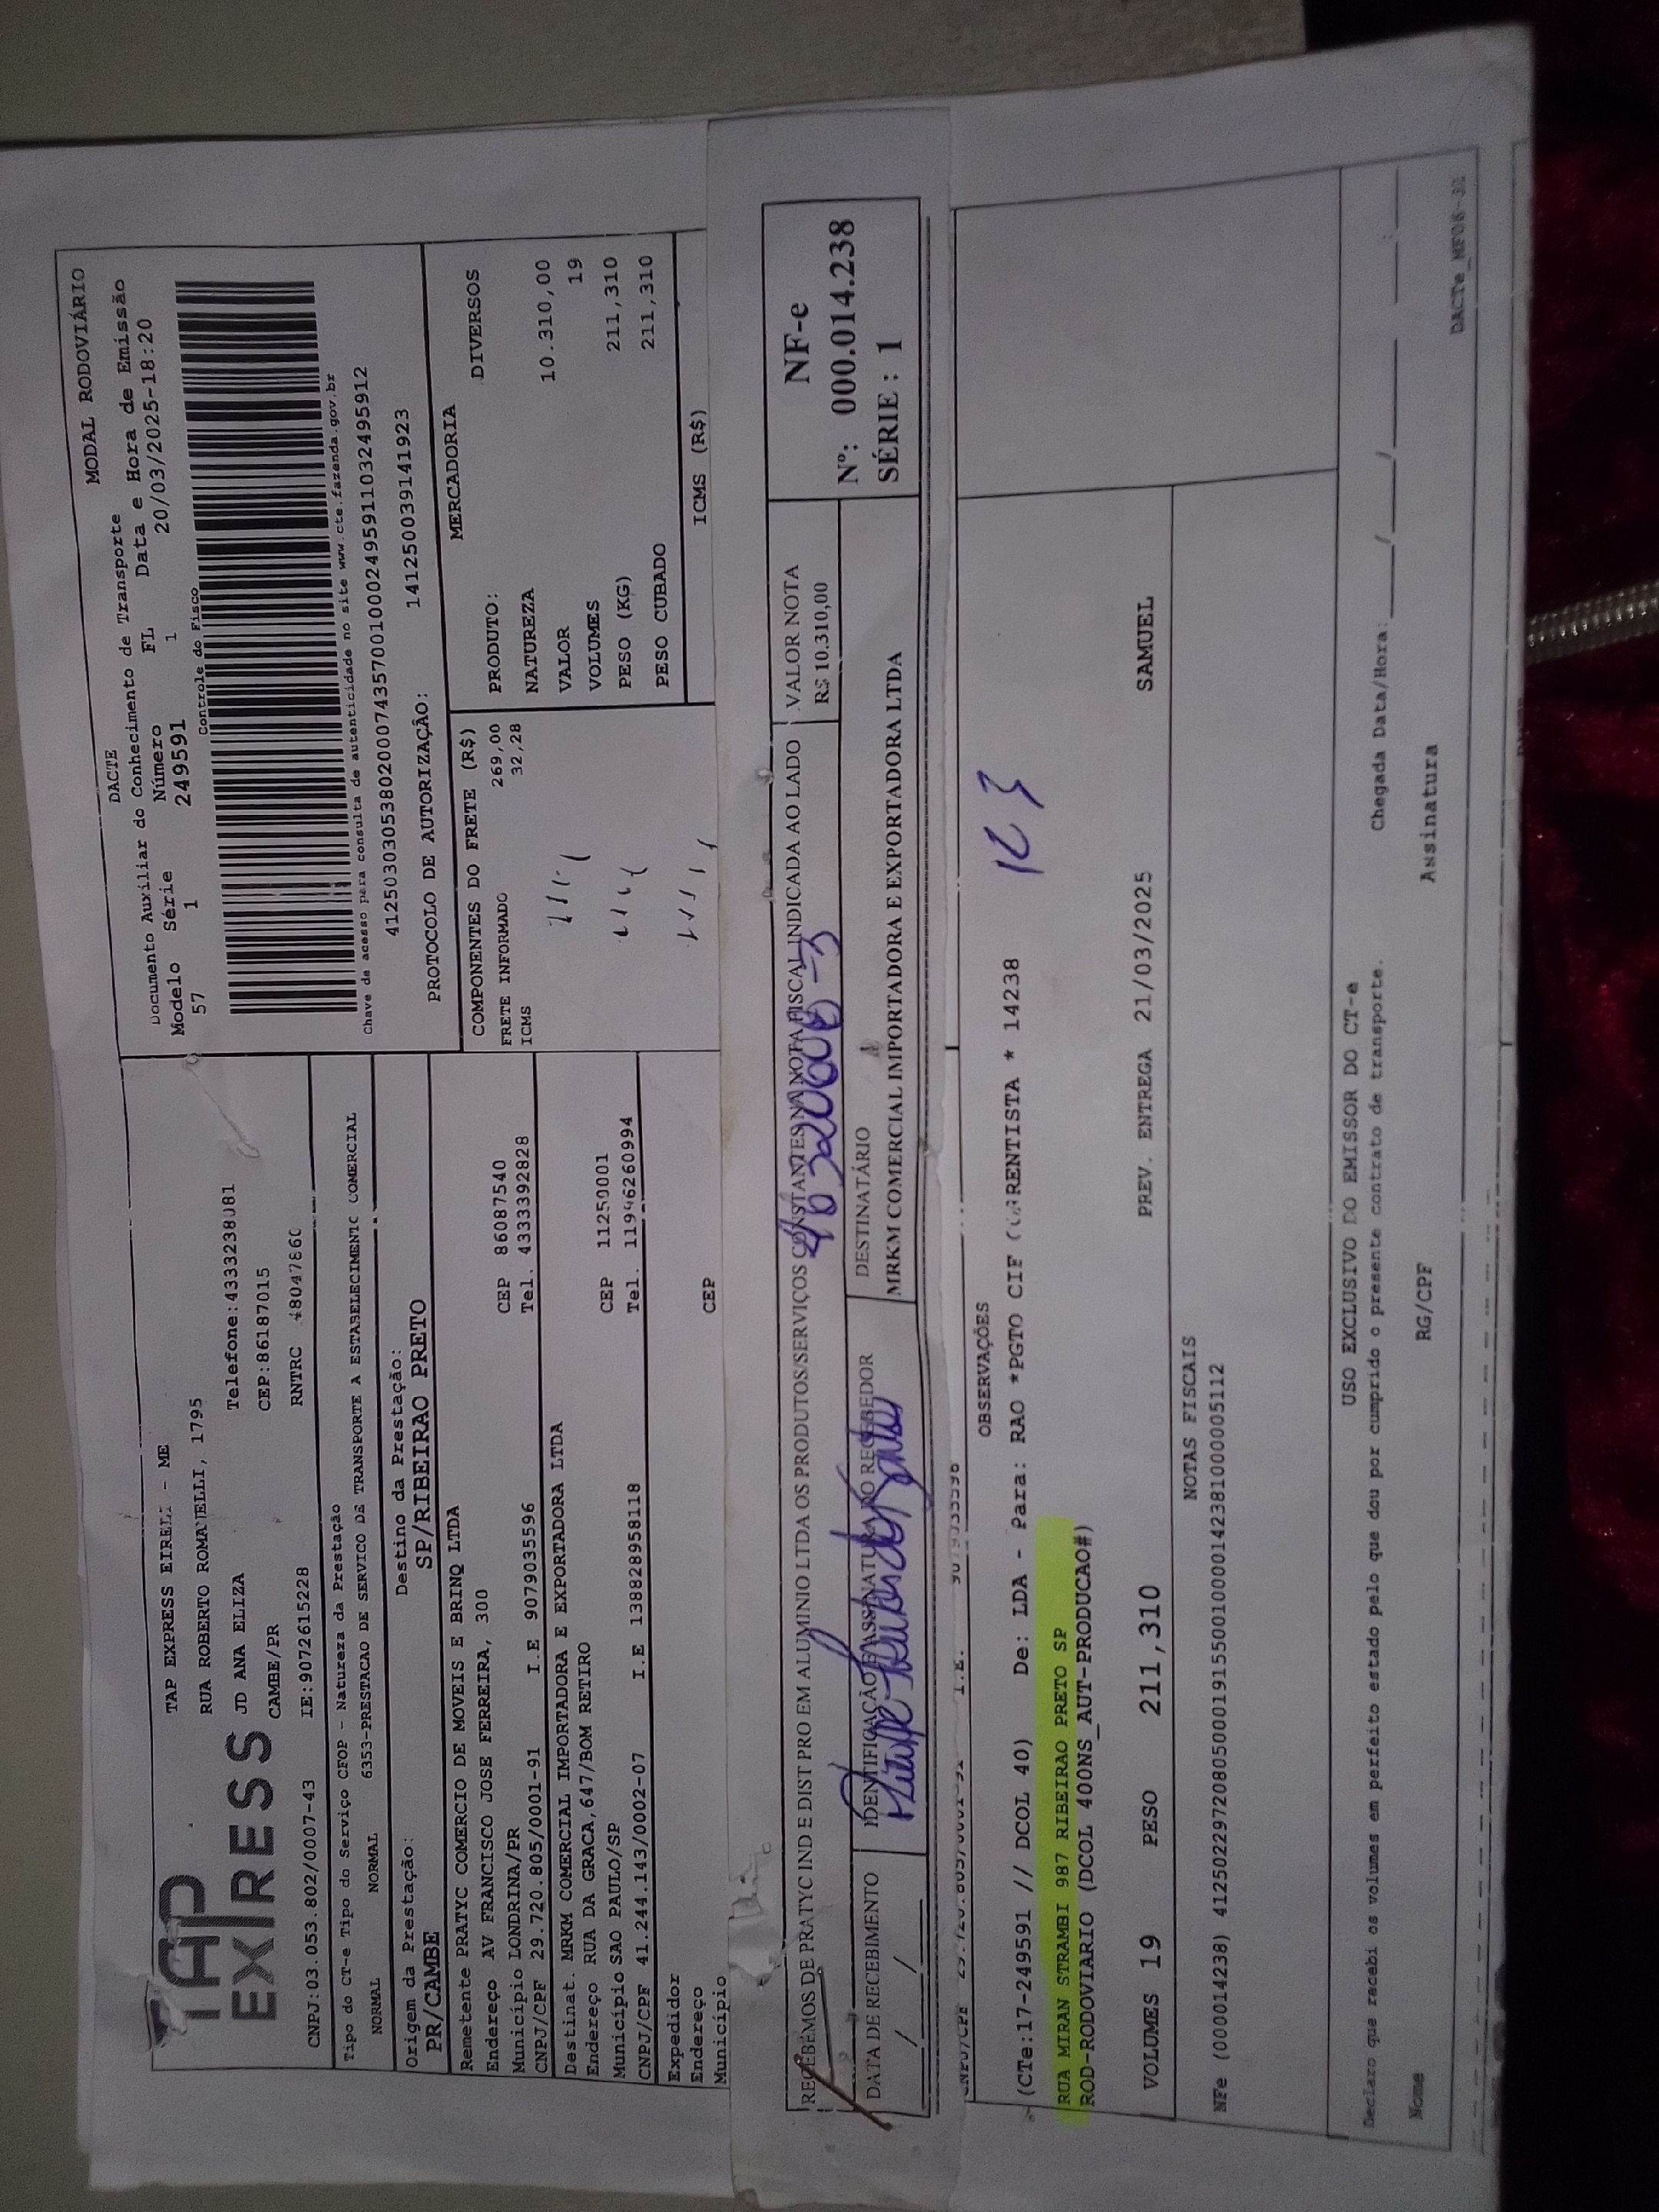 TAP
EXPRESS
TAP EXPRESS EIRELI - ME
RUA ROBERTO ROMANELLI, 1795
JD ANA ELIZA Telefone:4333238081
CAMBE/PR CEP:86187015
CNPJ:03.053.802/0007-43 IE:9072615228 RNTRC
Tipo do CT-e Tipo do Serviço CFOP - Natureza da Prestação
NORMAL NORMAL 6353-PRESTACAO DE SERVICO DE TRANSPORTE A ESTABELECIMENTO COMERCIAL
Origem da Prestação: Destino da Prestação:
PR/CAMBE SP/RIBEIRAO PRETO
DACTE MODAL RODOVIÁRIO
Documento Auxiliar do Conhecimento de Transporte
Modelo Série Número FL Data e Hora de Emissão
57 1 249591 1 20/03/2025-18:20
Controle do Fisco
Chave de acesso para consulta de autenticidade no site www.cte.fazenda.gov.br
41250303053802000743570010002495911032495912
PROTOCOLO DE AUTORIZAÇÃO: 141250039141923
Remetente PRATYC COMERCIO DE MOVEIS E BRINQ LTDA
Endereço AV FRANCISCO JOSE FERREIRA, 300
Município LONDRINA/PR CEP 86087540
CNPJ/CPF 29.720.805/0001-91 I.E 9079035596 Tel. 4333392828
Destinat. MRKM COMERCIAL IMPORTADORA E EXPORTADORA LTDA
Endereço RUA DA GRACA,647/BOM RETIRO
Município SAO PAULO/SP CEP 11250001
CNPJ/CPF 41.244.143/0002-07 I.E 138828958118 Tel. 11946260994
Expedidor
Endereço
Município CEP
COMPONENTES DO FRETE (R$)
FRETE INFORMADO 269,00
ICMS 32,28
MERCADORIA
PRODUTO: DIVERSOS
NATUREZA
VALOR 10.310,00
VOLUMES 19
PESO (KG) 211,310
PESO CUBADO 211,310
ICMS (R$)
RECEBEMOS DE PRATYC IND E DIST PRO EM ALUMINIO LTDA OS PRODUTOS/SERVIÇOS CONSTANTES NA NOTA FISCAL INDICADA AO LADO
VALOR NOTA
R$ 10.310,00
NF-e
Nº: 000.014.238
SÉRIE : 1
DATA DE RECEBIMENTO IDENTIFICAÇÃO E ASSINATURA DO RECEBEDOR DESTINATÁRIO
/ / MRKM COMERCIAL IMPORTADORA E EXPORTADORA LTDA
OBSERVAÇÕES
(CTe:17-249591 // DCOL 40) De: LDA - Para: RAO *PGTO CIF (CORRENTISTA * 14238
RUA MIRAN STRAMBI 987 RIBEIRAO PRETO SP
ROD-RODOVIARIO (DCOL 400NS_AUT-PRODUCAO#)
VOLUMES 19 PESO 211,310 PREV. ENTREGA 21/03/2025 SAMUEL
NOTAS FISCAIS
NFe (000014238) 41250229720805000191550010000142381000005112
USO EXCLUSIVO DO EMISSOR DO CT-e
Declaro que recebi os volumes em perfeito estado pelo que dou por cumprido o presente contrato de transporte.
Chegada Data/Hora: / /
Nome RG/CPF Assinatura